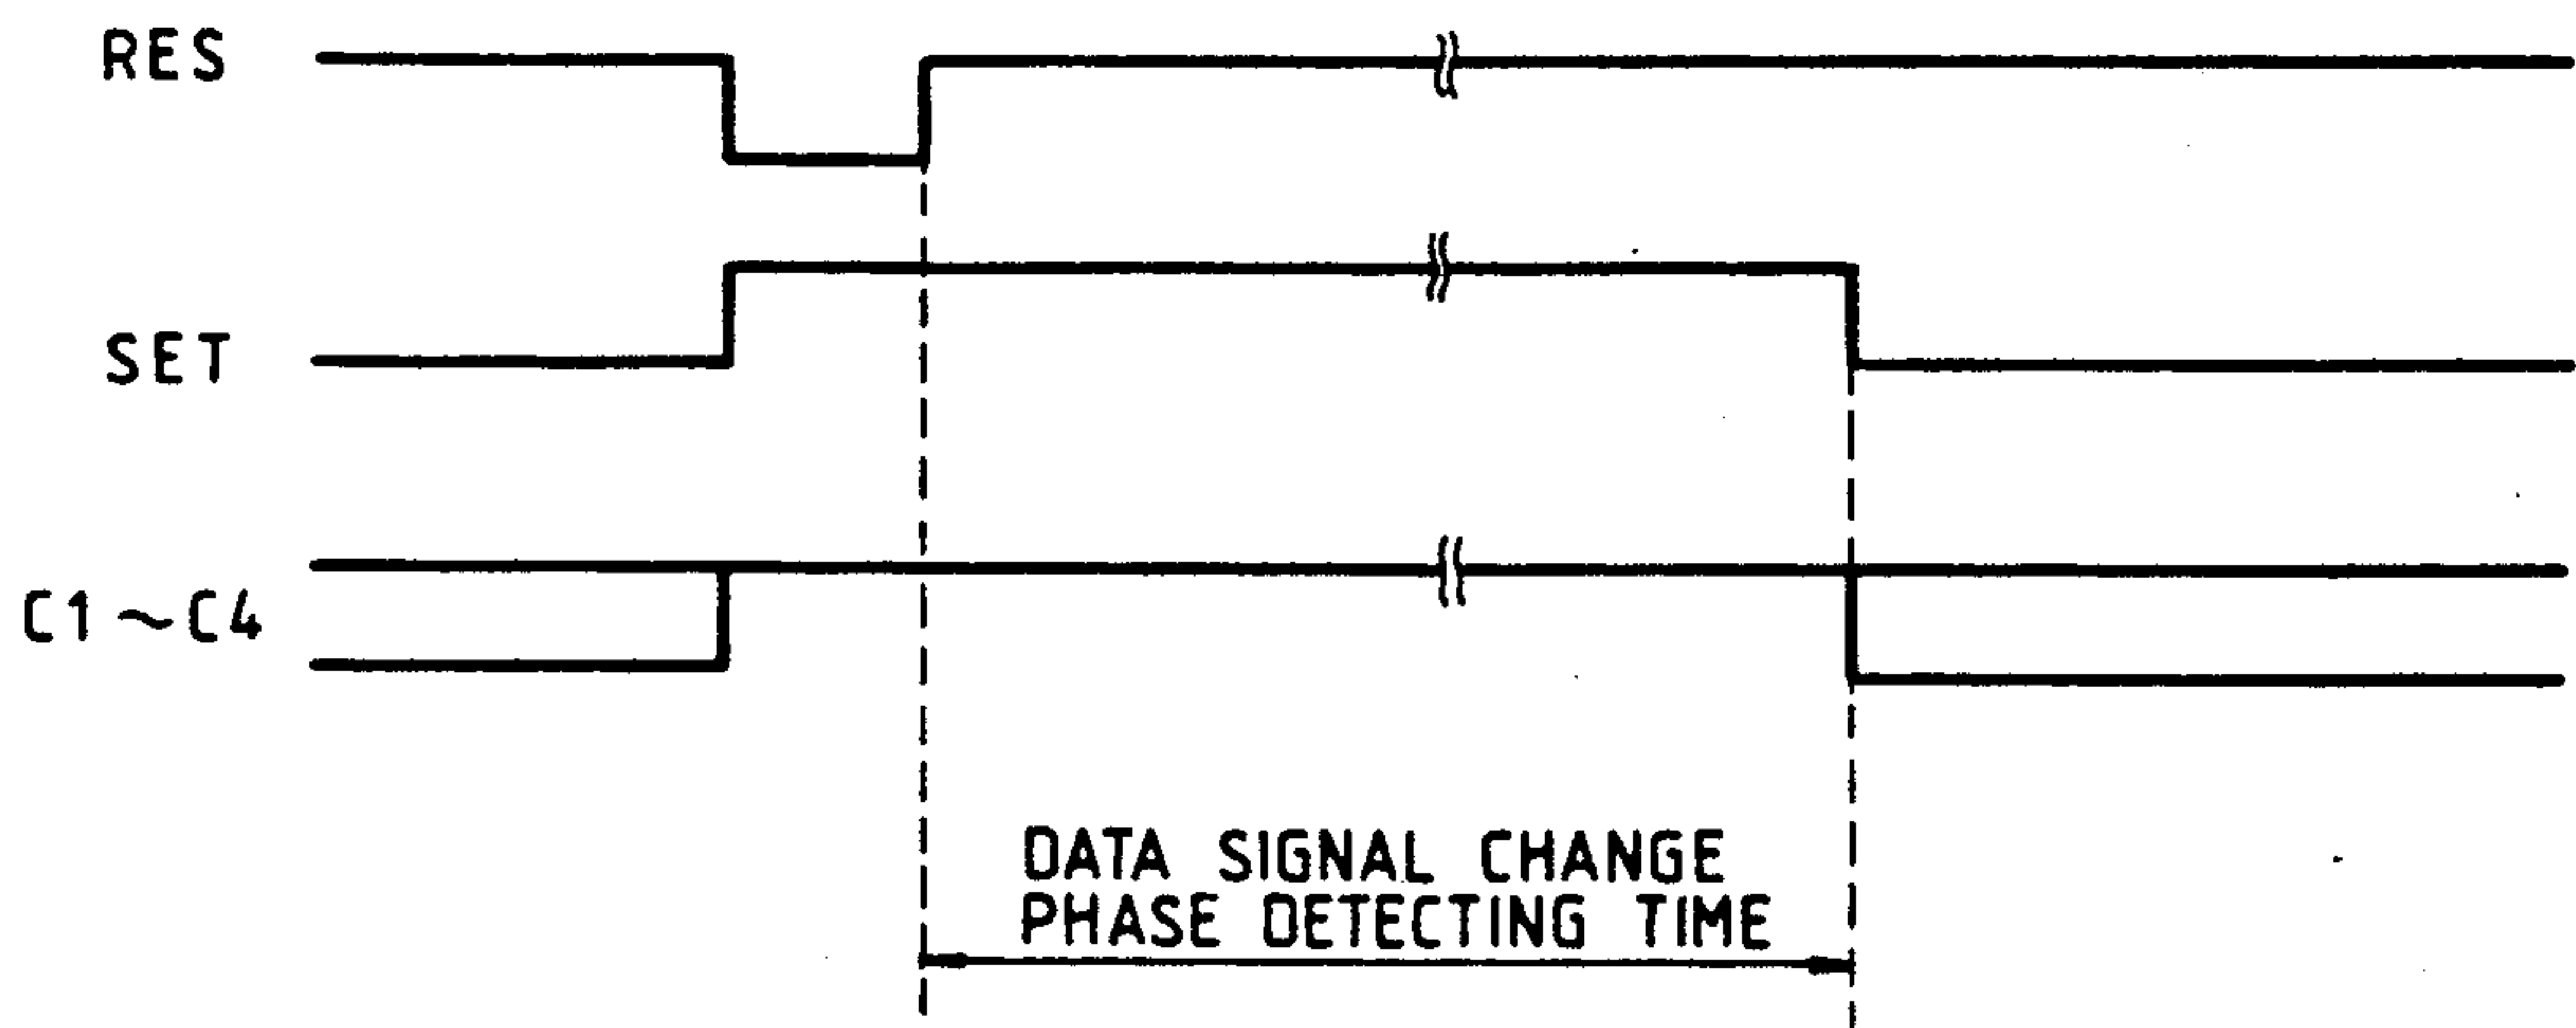 RES
SET
C1 ~ C4
DATA SIGNAL CHANGE
PHASE DETECTING TIME